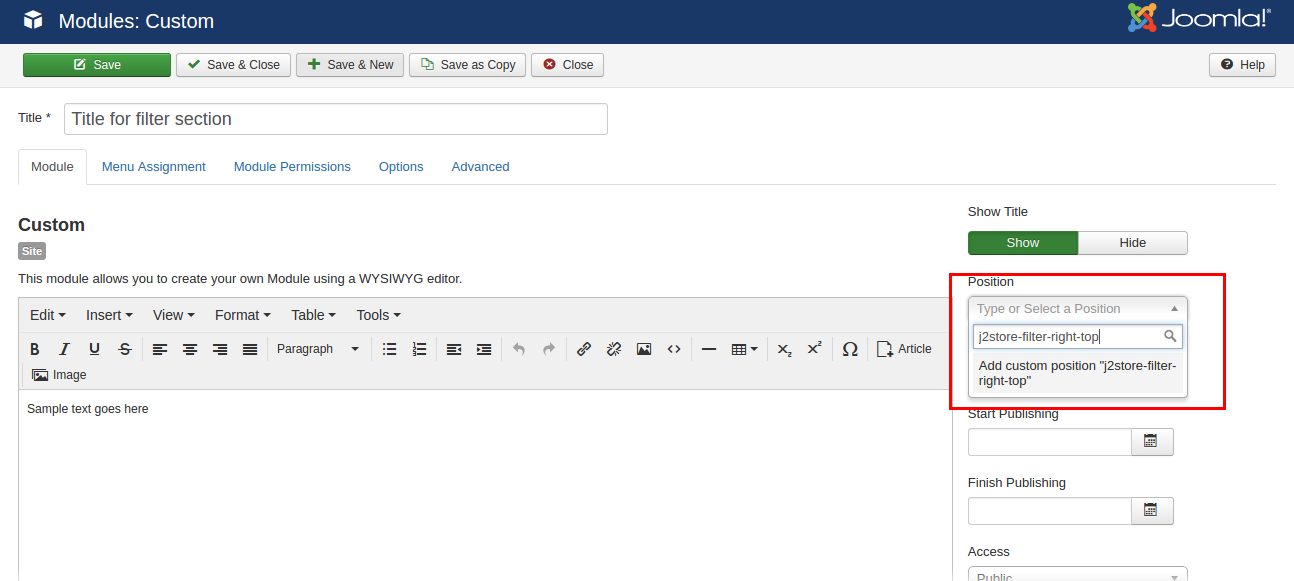 Modules: Custom
Joomla!®
Save
Save & Close
Save & New
Save as Copy
Close
Help
Title *
Title for filter section
Module
Menu Assignment
Module Permissions
Options
Advanced
Custom
Site
This module allows you to create your own Module using a WYSIWYG editor.
Edit
Insert
View
Format
Table
Tools
B I U S
Paragraph
Article
Image
Sample text goes here
Show Title
Show
Hide
Position
Type or Select a Position
j2store-filter-right-top
Add custom position "j2store-filter-
right-top"
Start Publishing
Finish Publishing
Access
Public